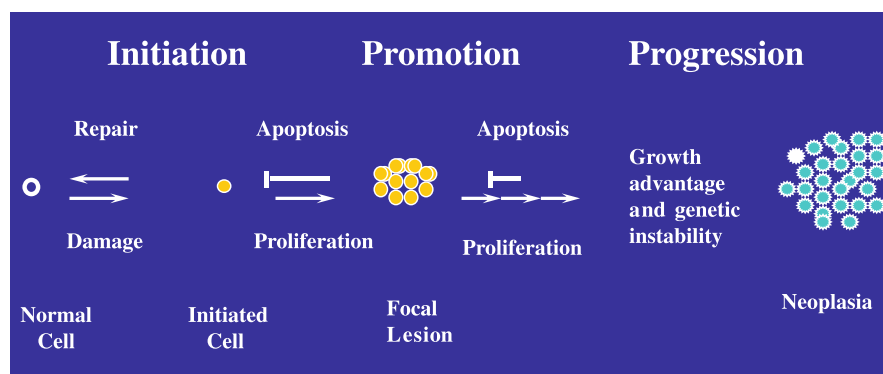 Initiation
Promotion
Progression
Repair
Apoptosis
Apoptosis
Growth
advantage
and genetic
instability
Damage
Proliferation
Proliferation
Normal
Cell
Initiated
Cell
Focal
Lesion
Neoplasia